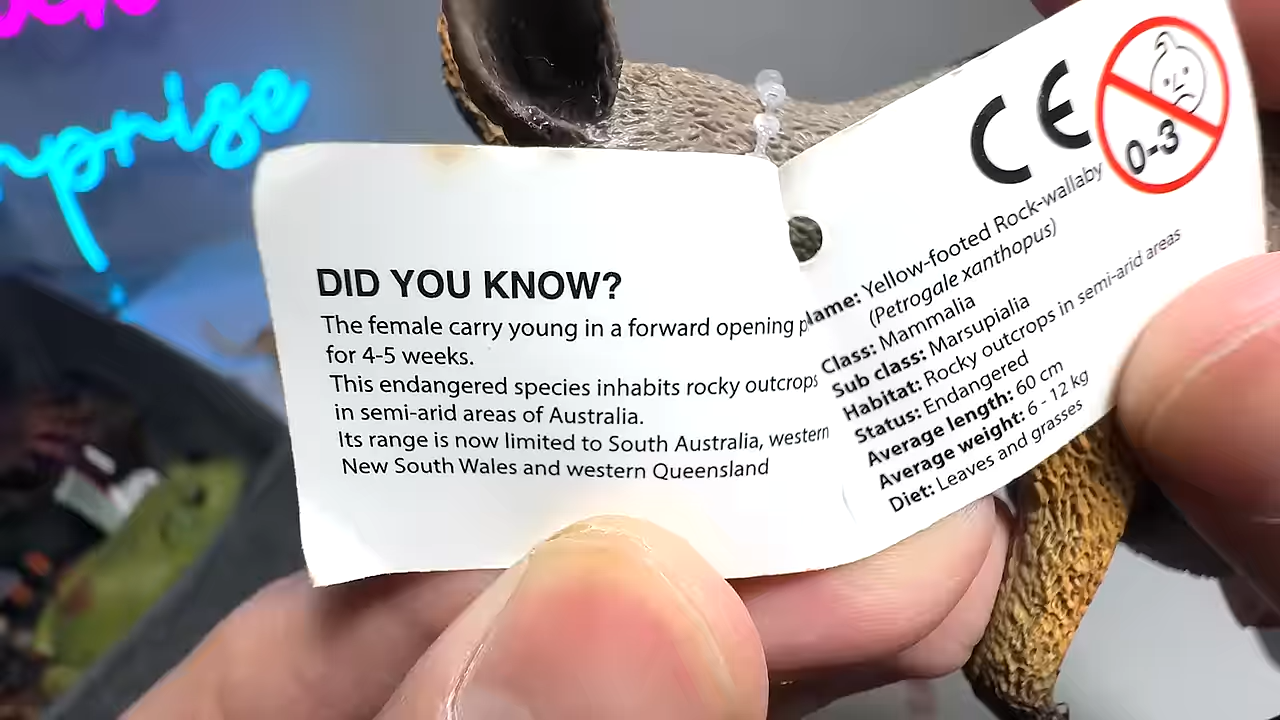 prise
DID YOU KNOW?
The female carry young in a forward opening
for 4-5 weeks.
This endangered species inhabits rocky outcrops
in semi-arid areas of Australia.
Its range is now limited to South Australia, western
New South Wales and western Queensland
CE
0-3
Name: Yellow-footed Rock-wallaby
(Petrogale xanthopus)
Class: Mammalia
Sub class: Marsupialia
Habitat: Rocky outcrops in semi-arid areas
Status: Endangered
Average length: 60 cm
Average weight: 6 - 12 kg
Diet: Leaves and grasses